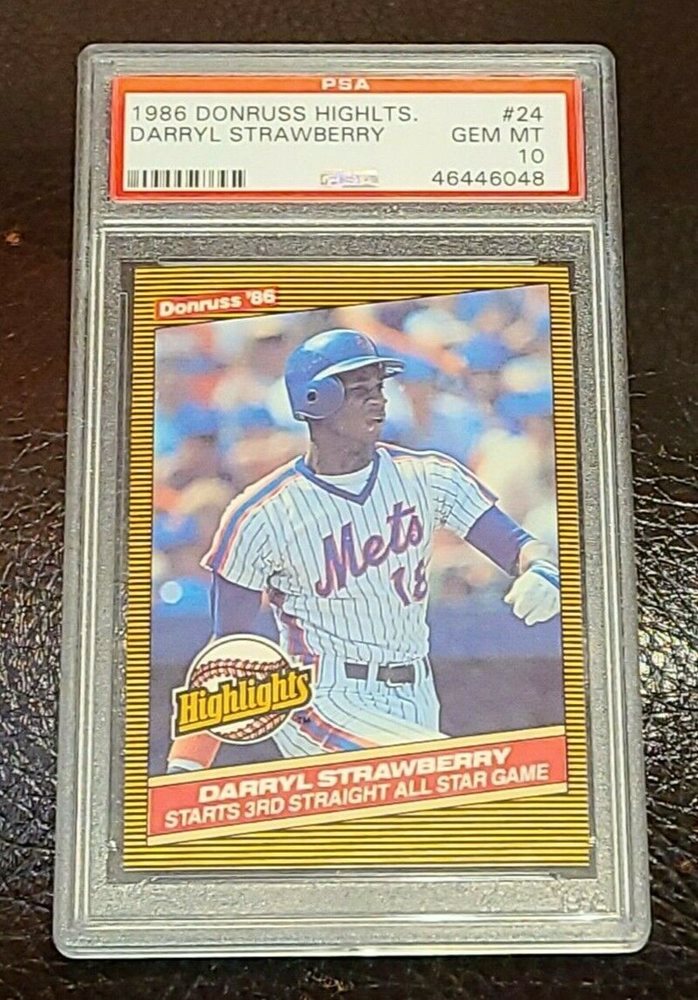 PSA
1986 DONRUSS HIGHLTS. #24
DARRYL STRAWBERRY GEM MT
10
46446048
Donruss '86
Mets
18
Highlights TM
DARRYL STRAWBERRY
STARTS 3RD STRAIGHT ALL STAR GAME